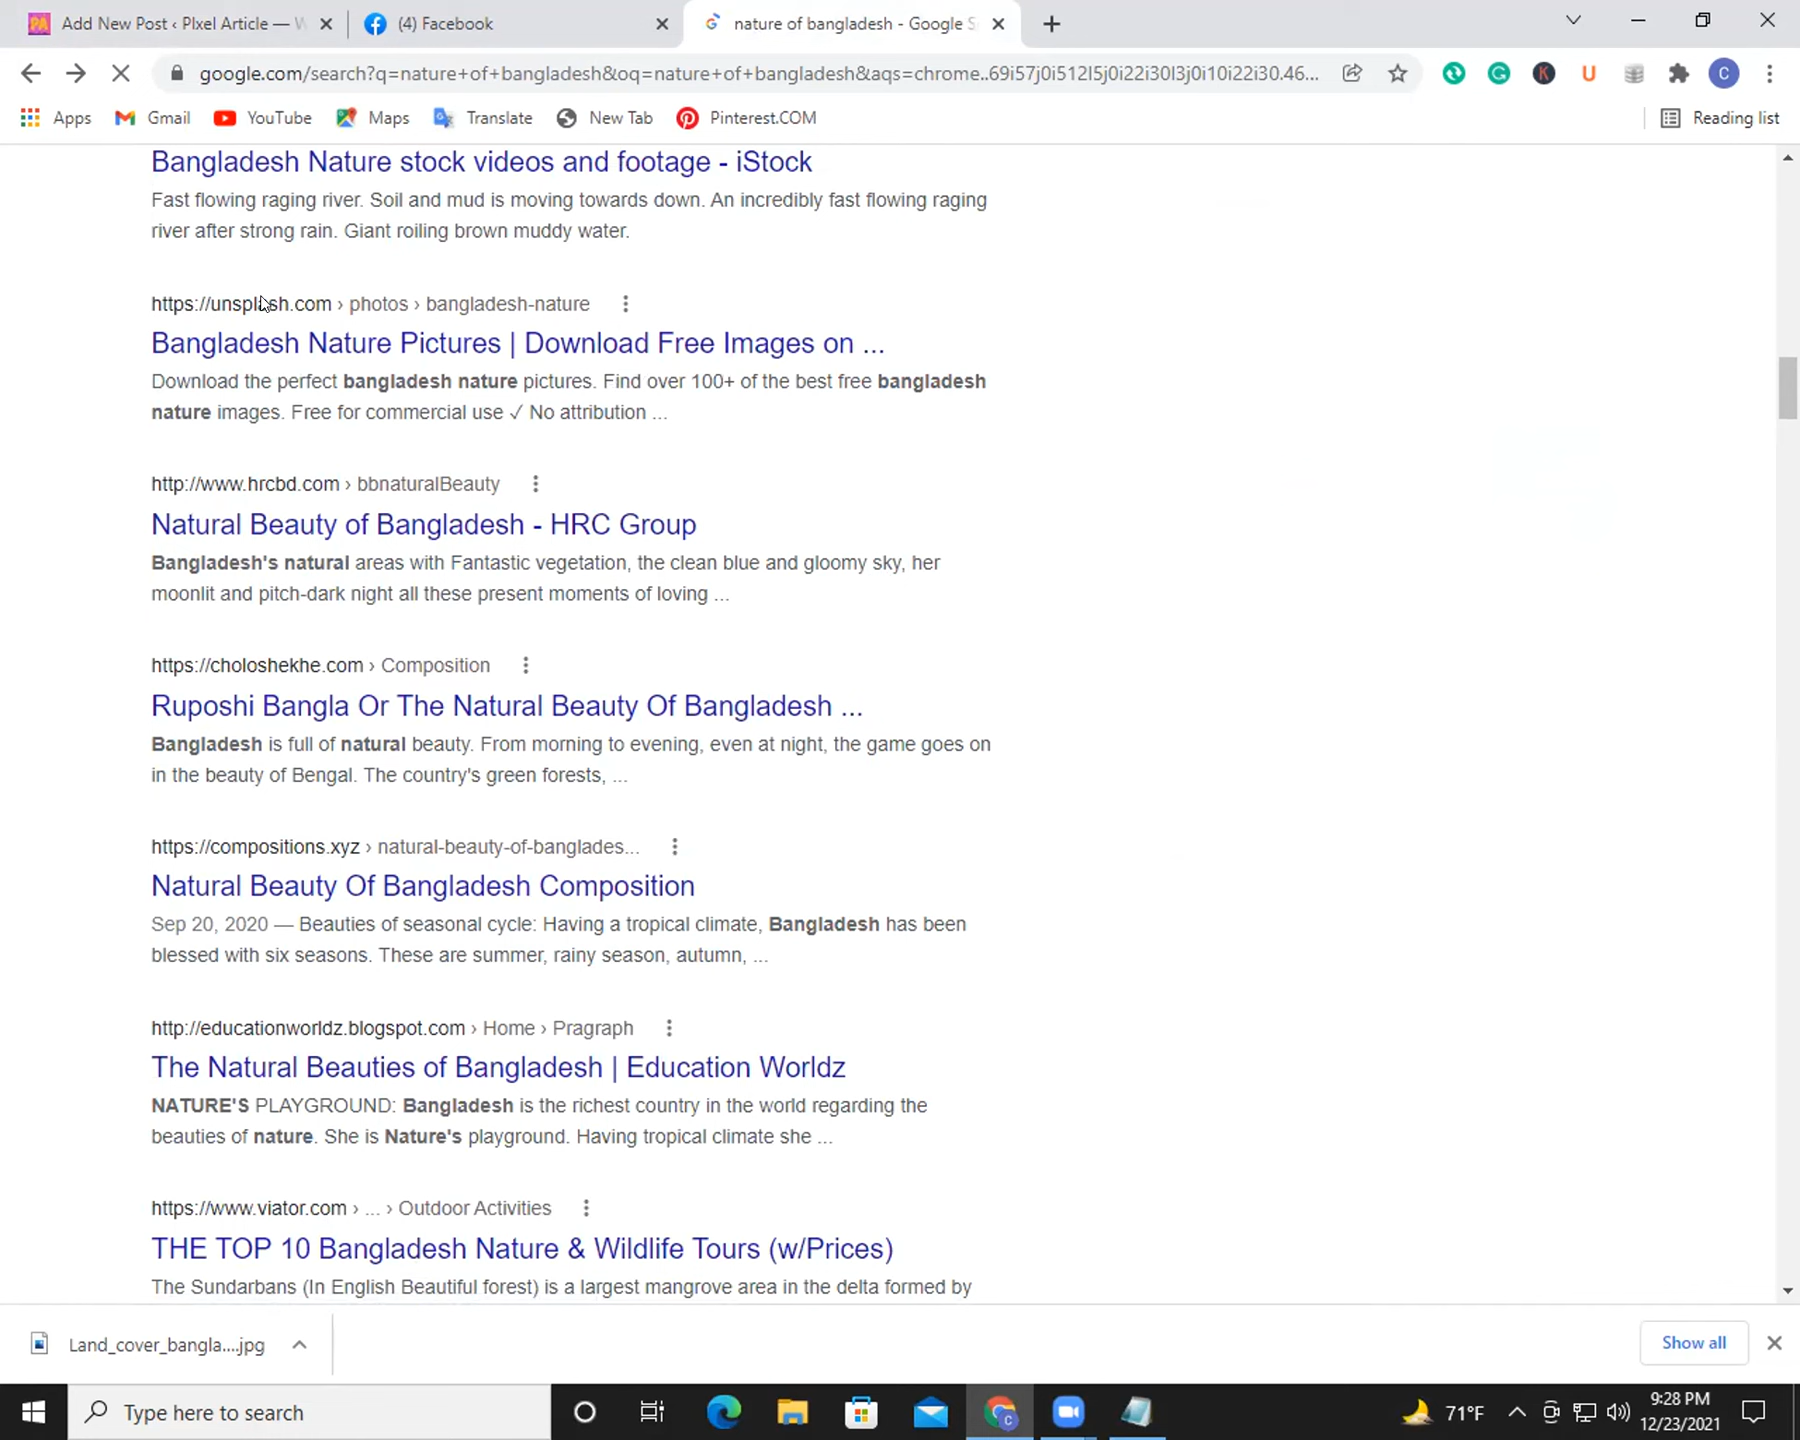 Add New Post ‹ PIxel Article — W
(4) Facebook
nature of bangladesh - Google S
google.com/search?q=nature+of+bangladesh&oq=nature+of+bangladesh&aqs=chrome..69i57j0i512l5j0i22i30l3j0i10i22i30.46...
Apps
Gmail
YouTube
Maps
Translate
New Tab
Pinterest.COM
Reading list
Bangladesh Nature stock videos and footage - iStock
Fast flowing raging river. Soil and mud is moving towards down. An incredibly fast flowing raging
river after strong rain. Giant roiling brown muddy water.
https://unsplash.com › photos › bangladesh-nature
Bangladesh Nature Pictures | Download Free Images on ...
Download the perfect bangladesh nature pictures. Find over 100+ of the best free bangladesh
nature images. Free for commercial use ✓ No attribution ...
http://www.hrcbd.com › bbnaturalBeauty
Natural Beauty of Bangladesh - HRC Group
Bangladesh's natural areas with Fantastic vegetation, the clean blue and gloomy sky, her
moonlit and pitch-dark night all these present moments of loving ...
https://choloshekhe.com › Composition
Ruposhi Bangla Or The Natural Beauty Of Bangladesh ...
Bangladesh is full of natural beauty. From morning to evening, even at night, the game goes on
in the beauty of Bengal. The country's green forests, ...
https://compositions.xyz › natural-beauty-of-banglades...
Natural Beauty Of Bangladesh Composition
Sep 20, 2020 — Beauties of seasonal cycle: Having a tropical climate, Bangladesh has been
blessed with six seasons. These are summer, rainy season, autumn, ...
http://educationworldz.blogspot.com › Home › Pragraph
The Natural Beauties of Bangladesh | Education Worldz
NATURE'S PLAYGROUND: Bangladesh is the richest country in the world regarding the
beauties of nature. She is Nature's playground. Having tropical climate she ...
https://www.viator.com › ... › Outdoor Activities
THE TOP 10 Bangladesh Nature & Wildlife Tours (w/Prices)
The Sundarbans (In English Beautiful forest) is a largest mangrove area in the delta formed by
Land_cover_bangla....jpg
Show all
Type here to search
71°F
9:28 PM
12/23/2021